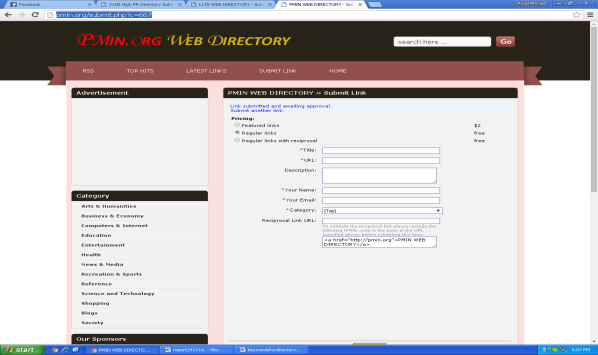 Facebook
2100 High PR Directory Sub
L11S WEB DIRECTORY - Sub
PMIN WEB DIRECTORY - Sub
pmin.org/submit.php?c=667
PMin.org Web Directory
search here ...
Go
RSS
TOP HITS
LATEST LINKS
SUBMIT LINK
HOME
Advertisement
PMIN WEB DIRECTORY » Submit Link
Link submitted and awaiting approval.
Submit another link.
Pricing:
Featured links $2
Regular links free
Regular links with reciprocal free
*Title:
*URL:
Description:
*Your Name:
*Your Email:
*Category: [Top]
Reciprocal Link URL:
To validate the reciprocal link please include the
following HTML code in the page at the URL
specified above, before submitting this form:
<a href="http://pmin.org">PMIN WEB
DIRECTORY</a>
Category
Arts & Humanities
Business & Economy
Computers & Internet
Education
Entertainment
Health
News & Media
Recreation & Sports
Reference
Science and Technology
Shopping
Blogs
Society
Our Sponsors
start
PMIN WEB DIRECTO...
report241116. - Micr...
keywordsfordirectory...
6:07 PM